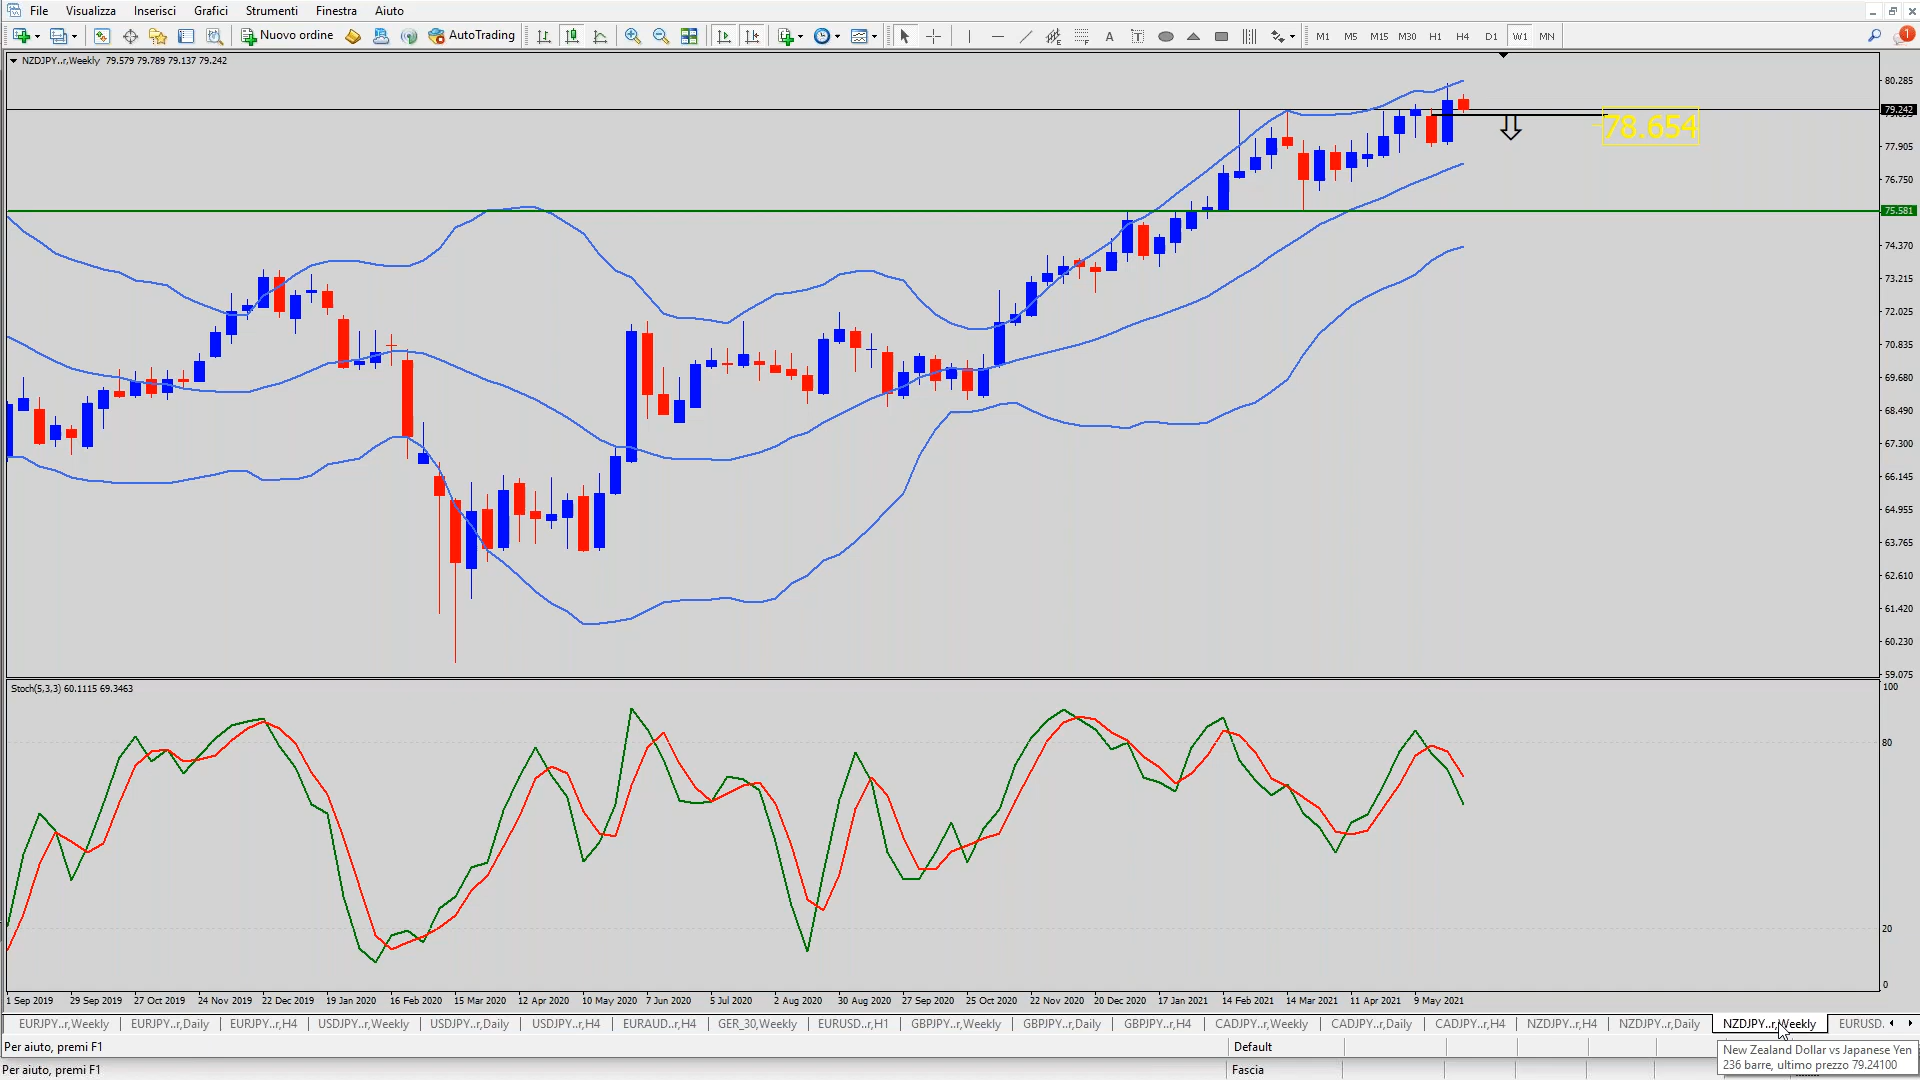 File Visualizza Inserisci Grafici Strumenti Finestra Aiuto
Nuovo ordine AutoTrading A T M1 M5 M15 M30 H1 H4 D1 W1 MN 1
NZDJPY..r,Weekly 79.579 79.789 79.137 79.242
80.285
79.242
78.654
77.905
76.750
75.581
74.370
73.215
72.025
70.835
69.680
68.490
67.300
66.145
64.955
63.765
62.610
61.420
60.230
59.075
Stoch(5,3,3) 60.1115 69.3463
100
80
20
0
1 Sep 2019 29 Sep 2019 27 Oct 2019 24 Nov 2019 22 Dec 2019 19 Jan 2020 16 Feb 2020 15 Mar 2020 12 Apr 2020 10 May 2020 7 Jun 2020 5 Jul 2020 2 Aug 2020 30 Aug 2020 27 Sep 2020 25 Oct 2020 22 Nov 2020 20 Dec 2020 17 Jan 2021 14 Feb 2021 14 Mar 2021 11 Apr 2021 9 May 2021
EURJPY..r,Weekly EURJPY..r,Daily EURJPY..r,H4 USDJPY..r,Weekly USDJPY..r,Daily USDJPY..r,H4 EURAUD..r,H4 GER_30,Weekly EURUSD..r,H1 GBPJPY..r,Weekly GBPJPY..r,Daily GBPJPY..r,H4 CADJPY..r,Weekly CADJPY..r,Daily CADJPY..r,H4 NZDJPY..r,H4 NZDJPY..r,Daily NZDJPY..r,Weekly EURUSD.
Per aiuto, premi F1 Default
New Zealand Dollar vs Japanese Yen
236 barre, ultimo prezzo 79.24100
Per aiuto, premi F1 Fascia